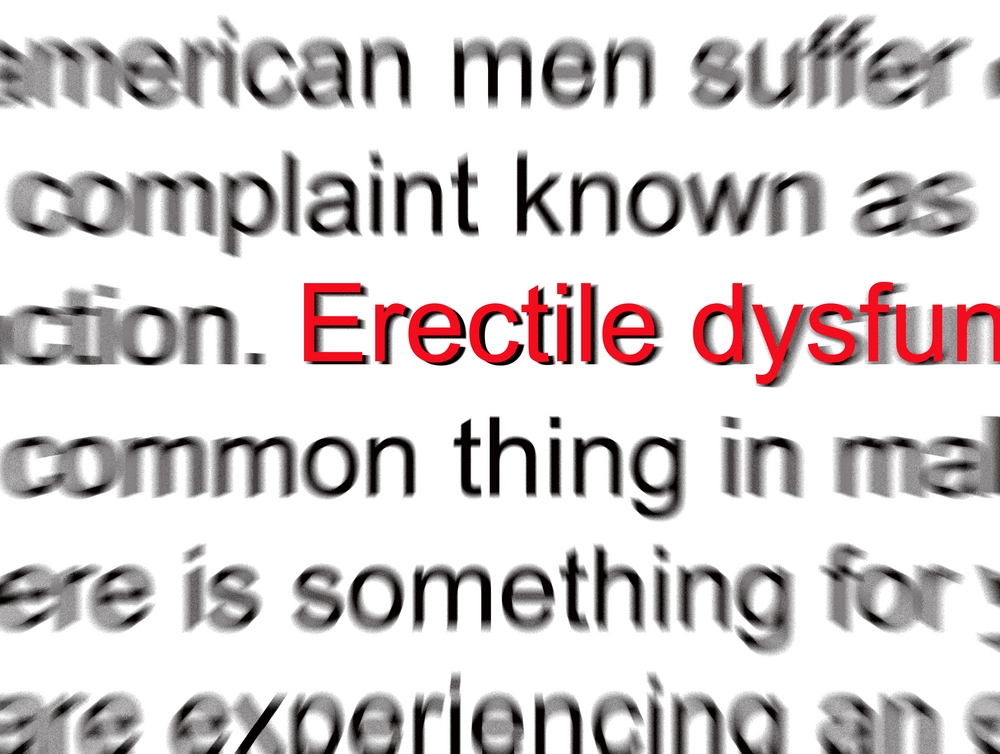 american men suffer
complaint known as
ction. Erectile dysfun
common thing in mal
ere is something for y
are experiencing an